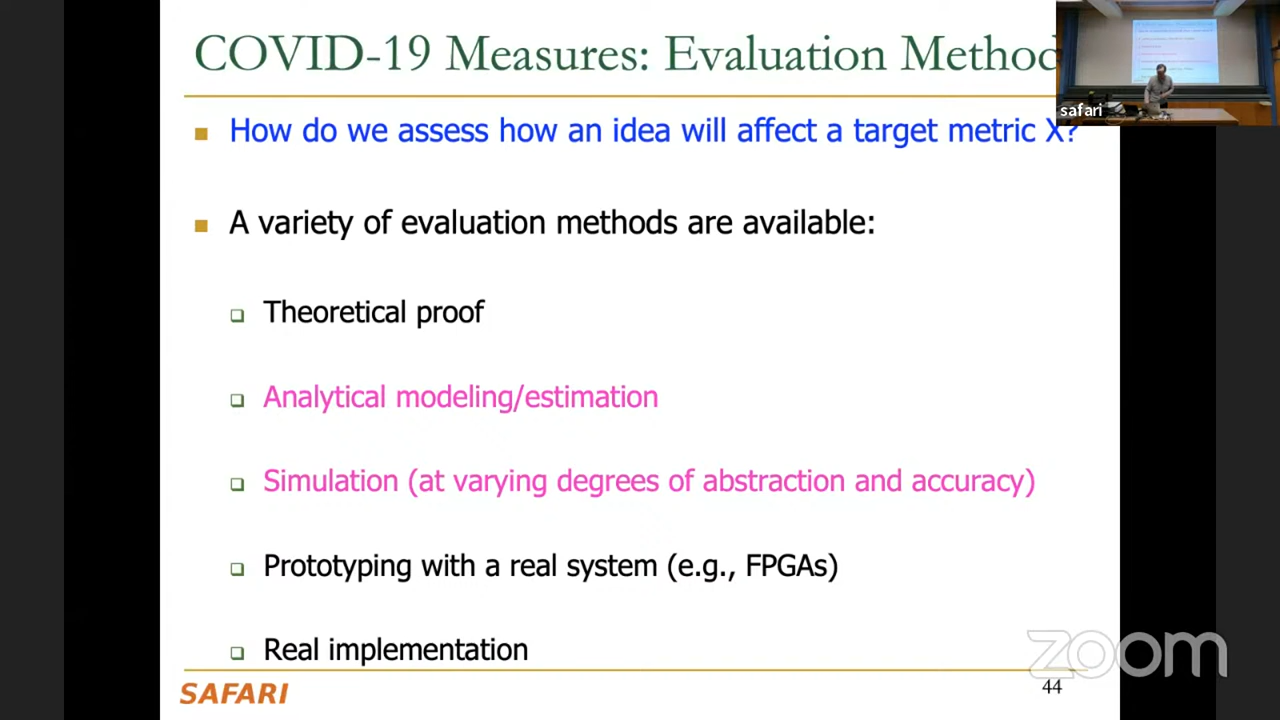 COVID-19 Measures: Evaluation Method
safari
How do we assess how an idea will affect a target metric X?
A variety of evaluation methods are available:
Theoretical proof
Analytical modeling/estimation
Simulation (at varying degrees of abstraction and accuracy)
Prototyping with a real system (e.g., FPGAs)
Real implementation
zoom
SAFARI
44